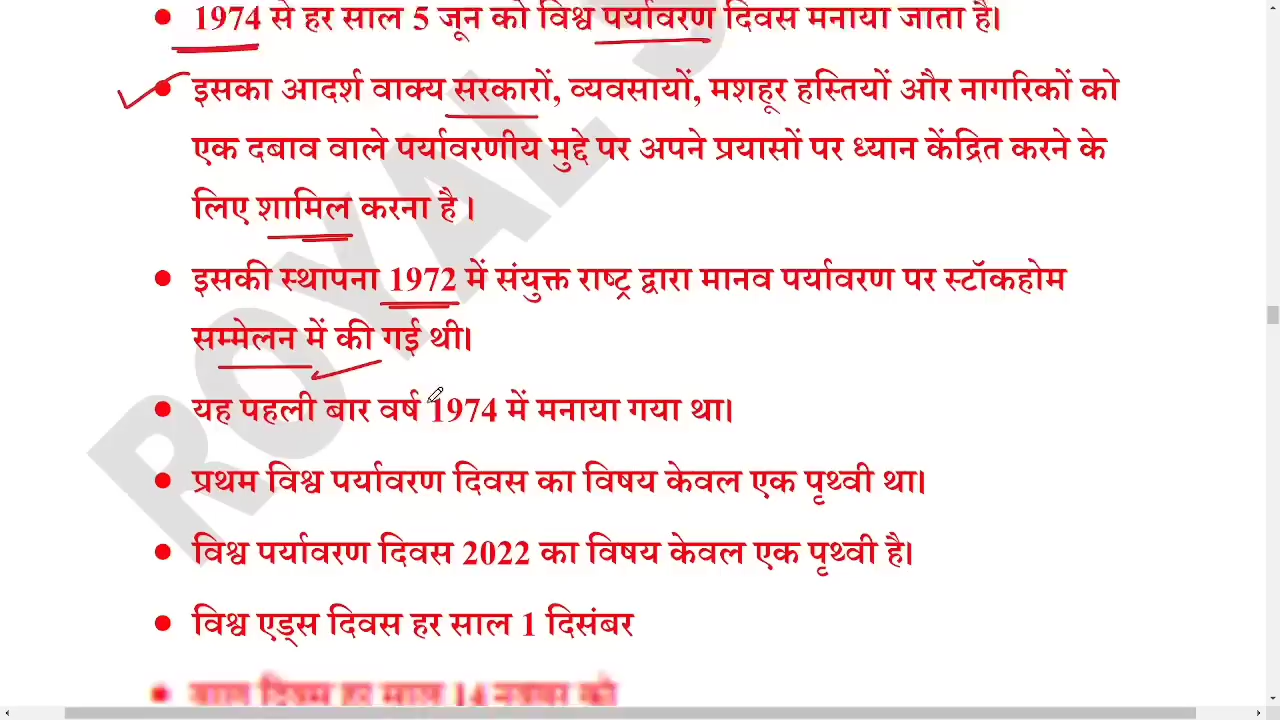 • 1974 से हर साल 5 जून को विश्व पर्यावरण दिवस मनाया जाता है।
• इसका आदर्श वाक्य सरकारों, व्यवसायों, मशहूर हस्तियों और नागरिकों को
एक दबाव वाले पर्यावरणीय मुद्दे पर अपने प्रयासों पर ध्यान केंद्रित करने के
लिए शामिल करना है ।
• इसकी स्थापना 1972 में संयुक्त राष्ट्र द्वारा मानव पर्यावरण पर स्टॉकहोम
सम्मेलन में की गई थी।
• यह पहली बार वर्ष 1974 में मनाया गया था।
• प्रथम विश्व पर्यावरण दिवस का विषय केवल एक पृथ्वी था।
• विश्व पर्यावरण दिवस 2022 का विषय केवल एक पृथ्वी है।
• विश्व एड्स दिवस हर साल 1 दिसंबर
ROYAL S